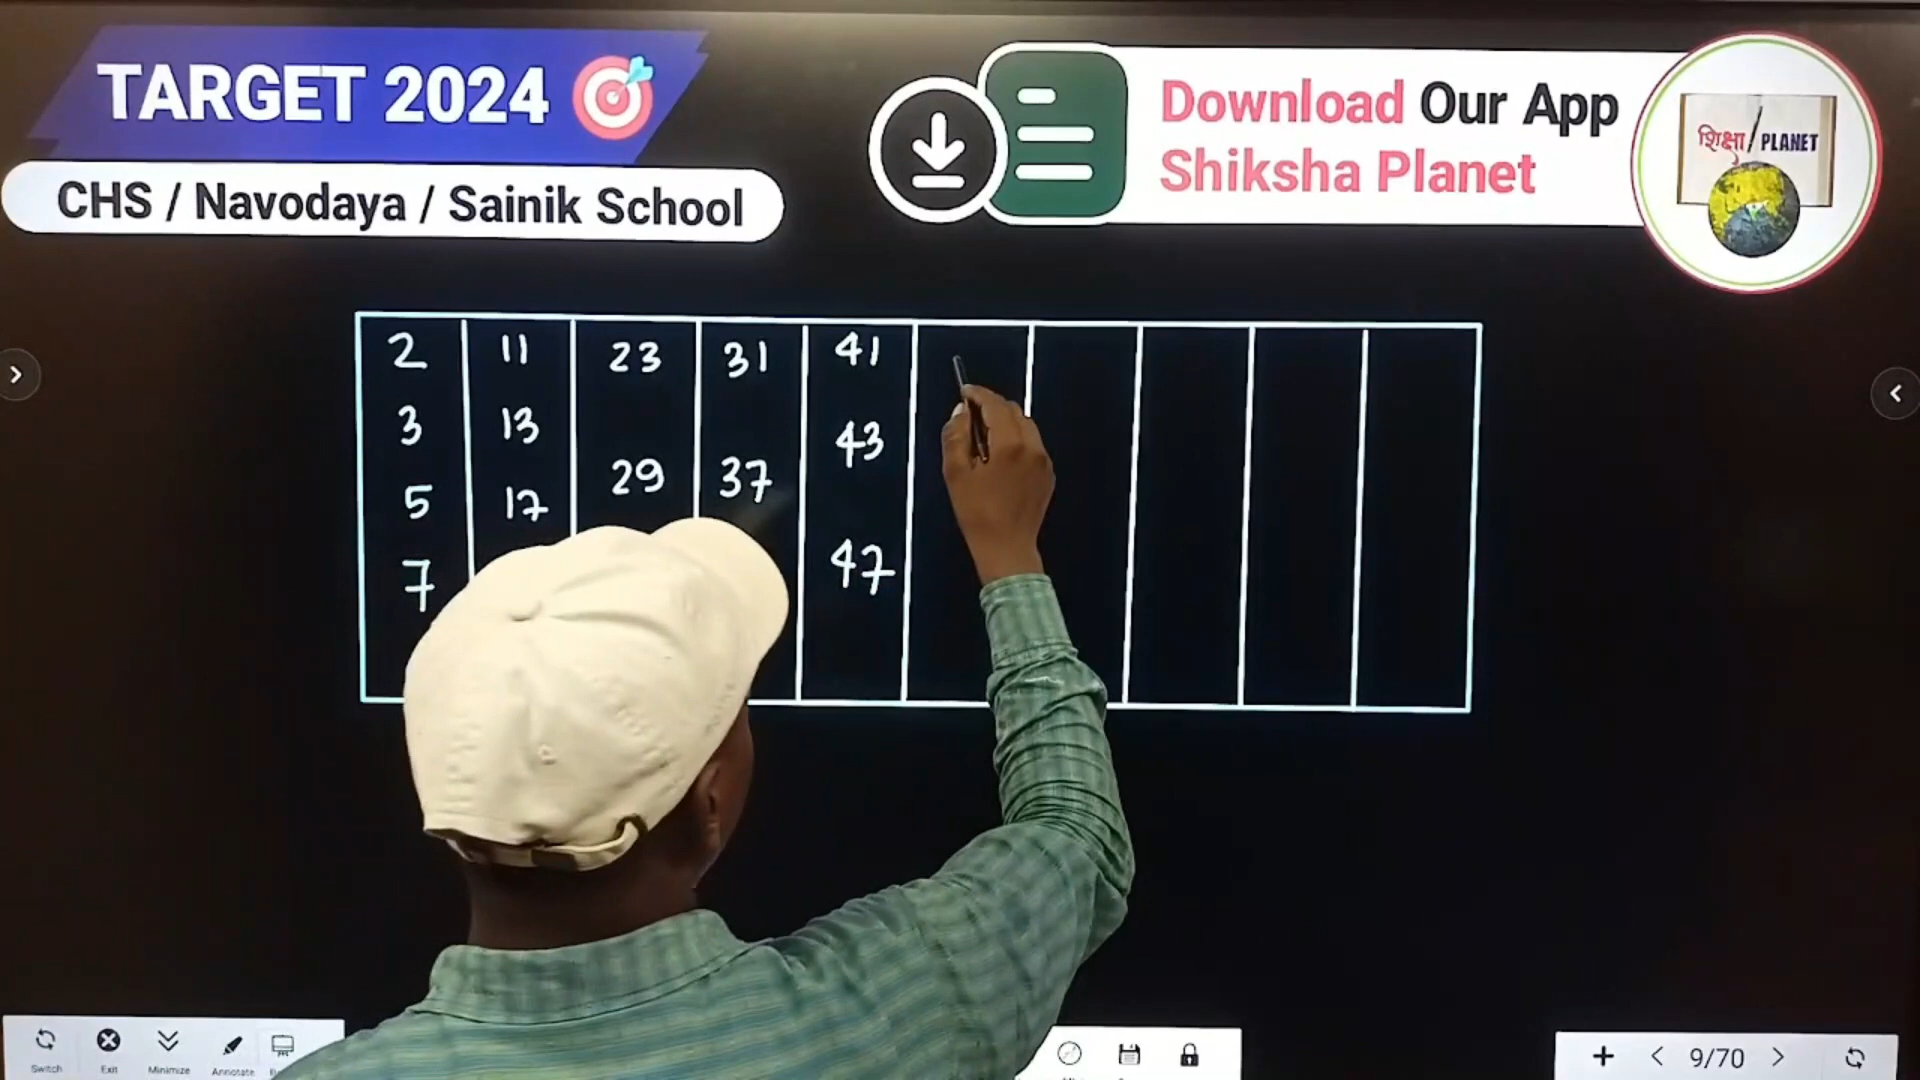 TARGET 2024
CHS / Navodaya / Sainik School
Download Our App
Shiksha Planet
शिक्षा / PLANET
2 11 23 31 41
3 13 43
5 17 29 37
7 47
Switch Exit Minimize Annotate
9/70